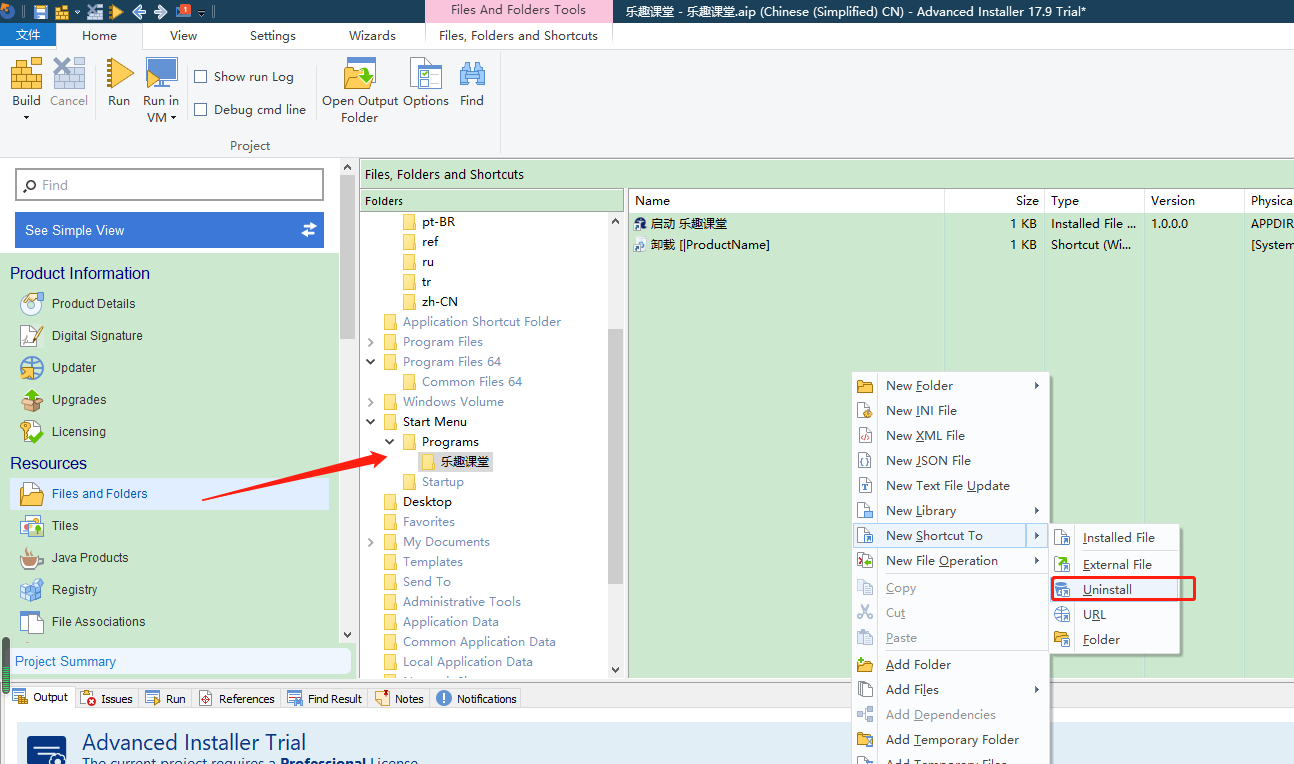 Files And Folders Tools
乐趣课堂 - 乐趣课堂.aip (Chinese (Simplified) CN) - Advanced Installer 17.9 Trial*
文件
Home
View
Settings
Wizards
Files, Folders and Shortcuts
Build
Cancel
Run
Run in VM
Show run Log
Debug cmd line
Open Output Folder
Options
Find
Project
Find
See Simple View
Product Information
Product Details
Digital Signature
Updater
Upgrades
Licensing
Resources
Files and Folders
Tiles
Java Products
Registry
File Associations
Project Summary
Files, Folders and Shortcuts
Folders
pt-BR
ref
ru
tr
zh-CN
Application Shortcut Folder
Program Files
Program Files 64
Common Files 64
Windows Volume
Start Menu
Programs
乐趣课堂
Startup
Desktop
Favorites
My Documents
Templates
Send To
Administrative Tools
Application Data
Common Application Data
Local Application Data
Name Size Type Version Physica
启动 乐趣课堂 1 KB Installed File ... 1.0.0.0 APPDIR
卸载 [|ProductName] 1 KB Shortcut (Wi... [System
New Folder
New INI File
New XML File
New JSON File
New Text File Update
New Library
New Shortcut To
New File Operation
Copy
Cut
Paste
Add Folder
Add Files
Add Dependencies
Add Temporary Folder
Add Temporary Files
Installed File
External File
Uninstall
URL
Folder
Output
Issues
Run
References
Find Result
Notes
Notifications
Advanced Installer Trial
The current project requires a Professional License